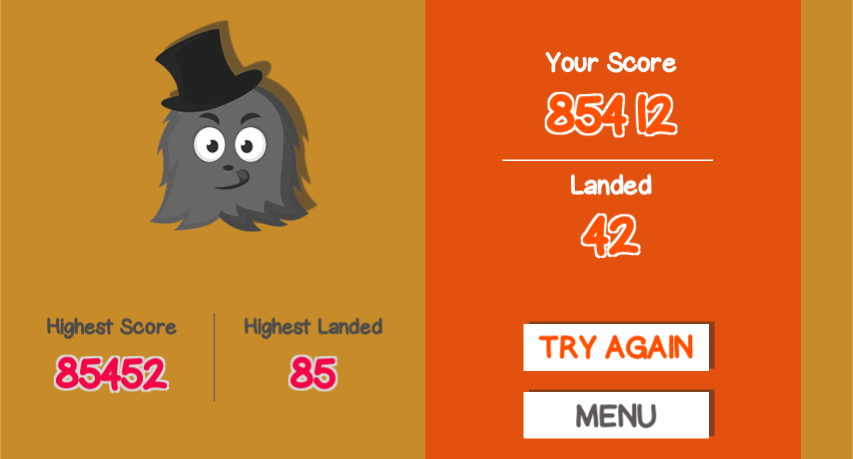 Highest Score
85452
Highest Landed
85
Your Score
85412
Landed
42
TRY AGAIN
MENU